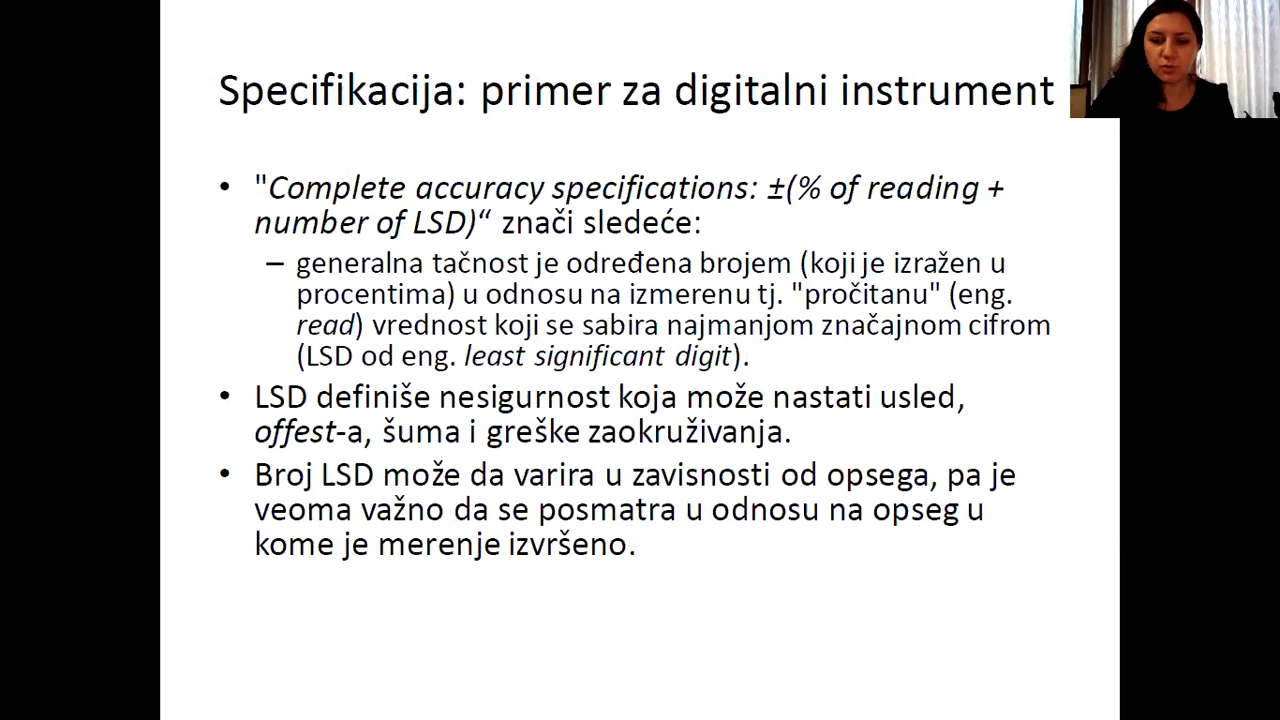 Specifikacija: primer za digitalni instrument
• "Complete accuracy specifications: ±(% of reading +
number of LSD)“ znači sledeće:
– generalna tačnost je određena brojem (koji je izražen u
procentima) u odnosu na izmerenu tj. "pročitanu" (eng.
read) vrednost koji se sabira najmanjom značajnom cifrom
(LSD od eng. least significant digit).
• LSD definiše nesigurnost koja može nastati usled,
offest-a, šuma i greške zaokruživanja.
• Broj LSD može da varira u zavisnosti od opsega, pa je
veoma važno da se posmatra u odnosu na opseg u
kome je merenje izvršeno.